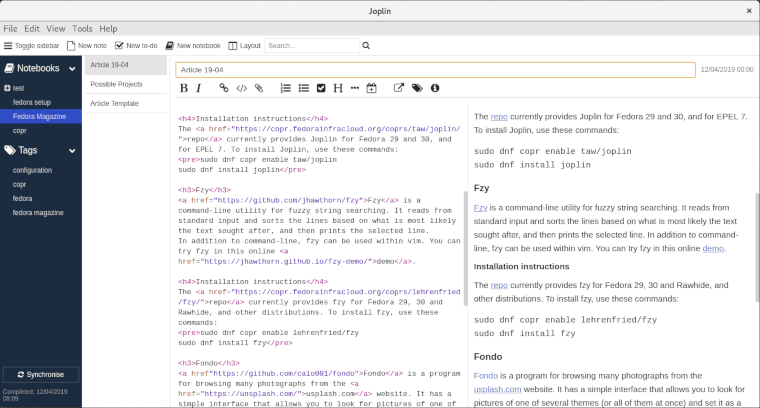 Joplin
File Edit View Tools Help
Toggle sidebar New note New to-do New notebook Layout Search...
Notebooks
test
fedora setup
Fedora Magazine
copr
Tags
configuration
copr
fedora
fedora magazine
Synchronise
Completed: 12/04/2019
08:09
Article 19-04
Possible Projects
Article Template
Article 19-04
12/04/2019 00:00
<h4>Installation instructions</h4>
The <a href="https://copr.fedorainfracloud.org/coprs/taw/joplin/
">repo</a> currently provides Joplin for Fedora 29 and 30, and
for EPEL 7. To install Joplin, use these commands:
<pre>sudo dnf copr enable taw/joplin
sudo dnf install joplin</pre>
<h3>Fzy</h3>
<a href="https://github.com/jhawthorn/fzy">Fzy</a> is a
command-line utility for fuzzy string searching. It reads from
standard input and sorts the lines based on what is most likely the
text sought after, and then prints the selected line.
In addition to command-line, fzy can be used within vim. You can
try fzy in this online <a
href="https://jhawthorn.github.io/fzy-demo/">demo</a>.
<h4>Installation instructions</h4>
The <a href="https://copr.fedorainfracloud.org/coprs/lehrenfried
/fzy/">repo</a> currently provides fzy for Fedora 29, 30 and
Rawhide, and other distributions. To install fzy, use these
commands:
<pre>sudo dnf copr enable lehrenfried/fzy
sudo dnf install fzy</pre>
<h3>Fondo</h3>
<a href"https://github.com/calo001/fondo">Fondo</a> is a program
for browsing many photographs from the <a
href="https://unsplash.com/">unsplash.com</a> website. It has a
simple interface that allows you to look for pictures of one of
The repo currently provides Joplin for Fedora 29 and 30, and for EPEL 7.
To install Joplin, use these commands:
sudo dnf copr enable taw/joplin
sudo dnf install joplin
Fzy
Fzy is a command-line utility for fuzzy string searching. It reads from
standard input and sorts the lines based on what is most likely the text
sought after, and then prints the selected line. In addition to command-
line, fzy can be used within vim. You can try fzy in this online demo.
Installation instructions
The repo currently provides fzy for Fedora 29, 30 and Rawhide, and
other distributions. To install fzy, use these commands:
sudo dnf copr enable lehrenfried/fzy
sudo dnf install fzy
Fondo
Fondo is a program for browsing many photographs from the
usplash.com website. It has a simple interface that allows you to look for
pictures of one of several themes (or all of them at once) and set it as a